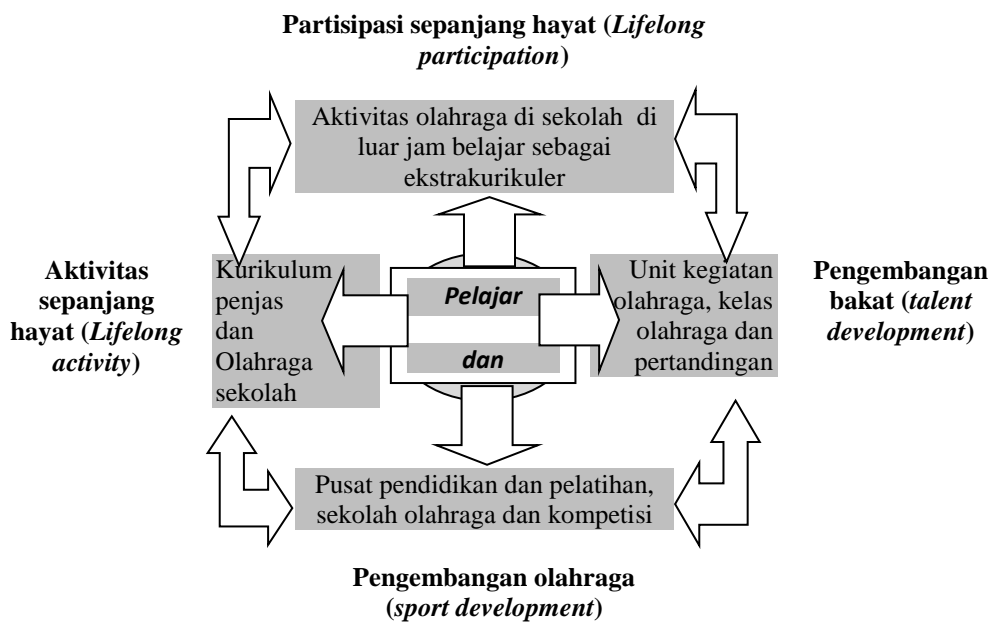 Partisipasi sepanjang hayat (Lifelong
participation)
Aktivitas olahraga di sekolah di
luar jam belajar sebagai
ekstrakurikuler
Aktivitas
sepanjang
hayat (Lifelong
activity)
Kurikulum
penjas
dan
Olahraga
sekolah
Pelajar
dan
Unit kegiatan
olahraga, kelas
olahraga dan
pertandingan
Pengembangan
bakat (talent
development)
Pusat pendidikan dan pelatihan,
sekolah olahraga dan kompetisi
Pengembangan olahraga
(sport development)